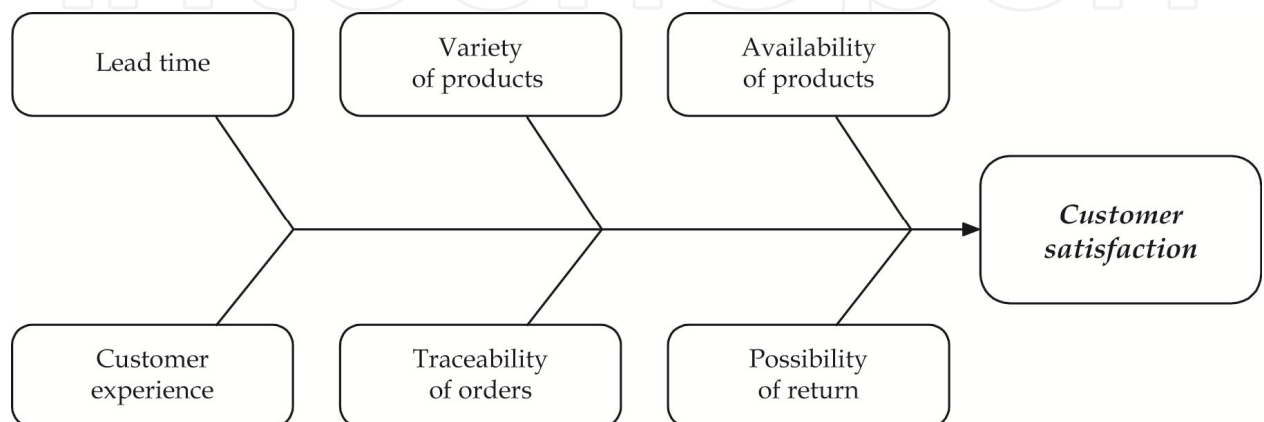 Lead time
Variety
of products
Availability
of products
Customer
satisfaction
Customer
experience
Traceability
of orders
Possibility
of return